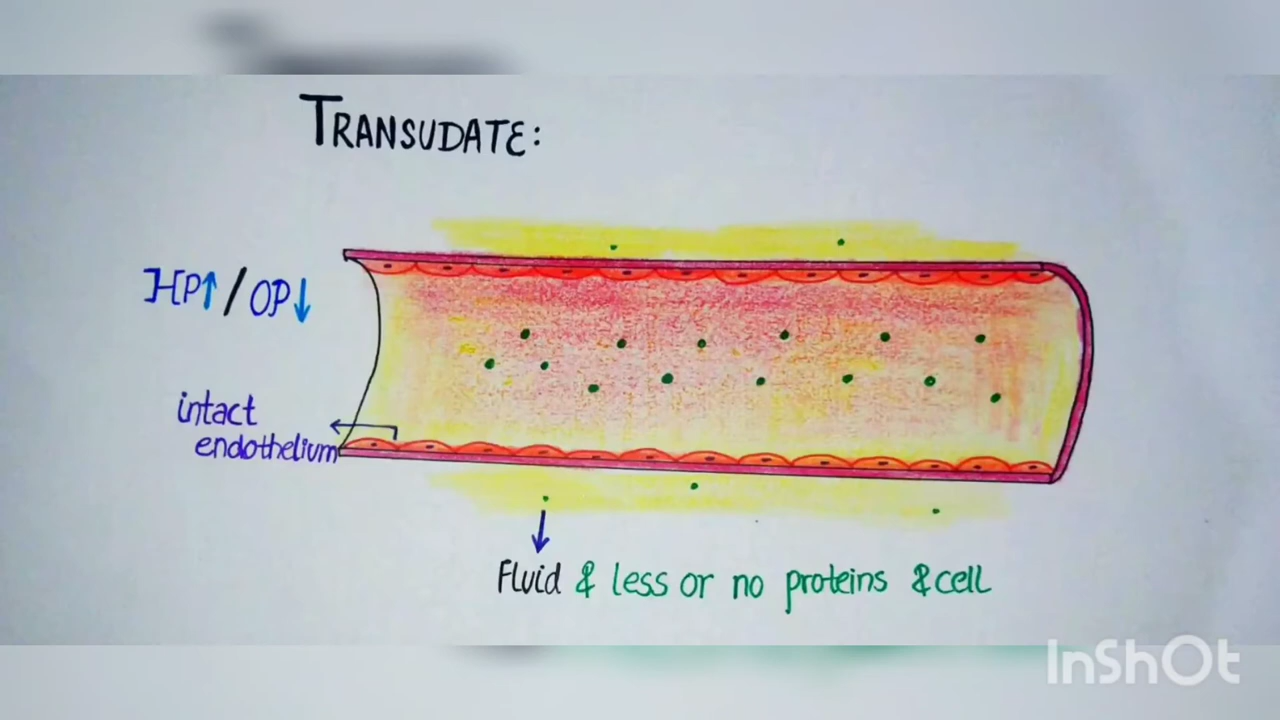 TRANSUDATE:
HP↑ / OP↓
intact
endothelium
Fluid & less or no proteins & cell
InShOt